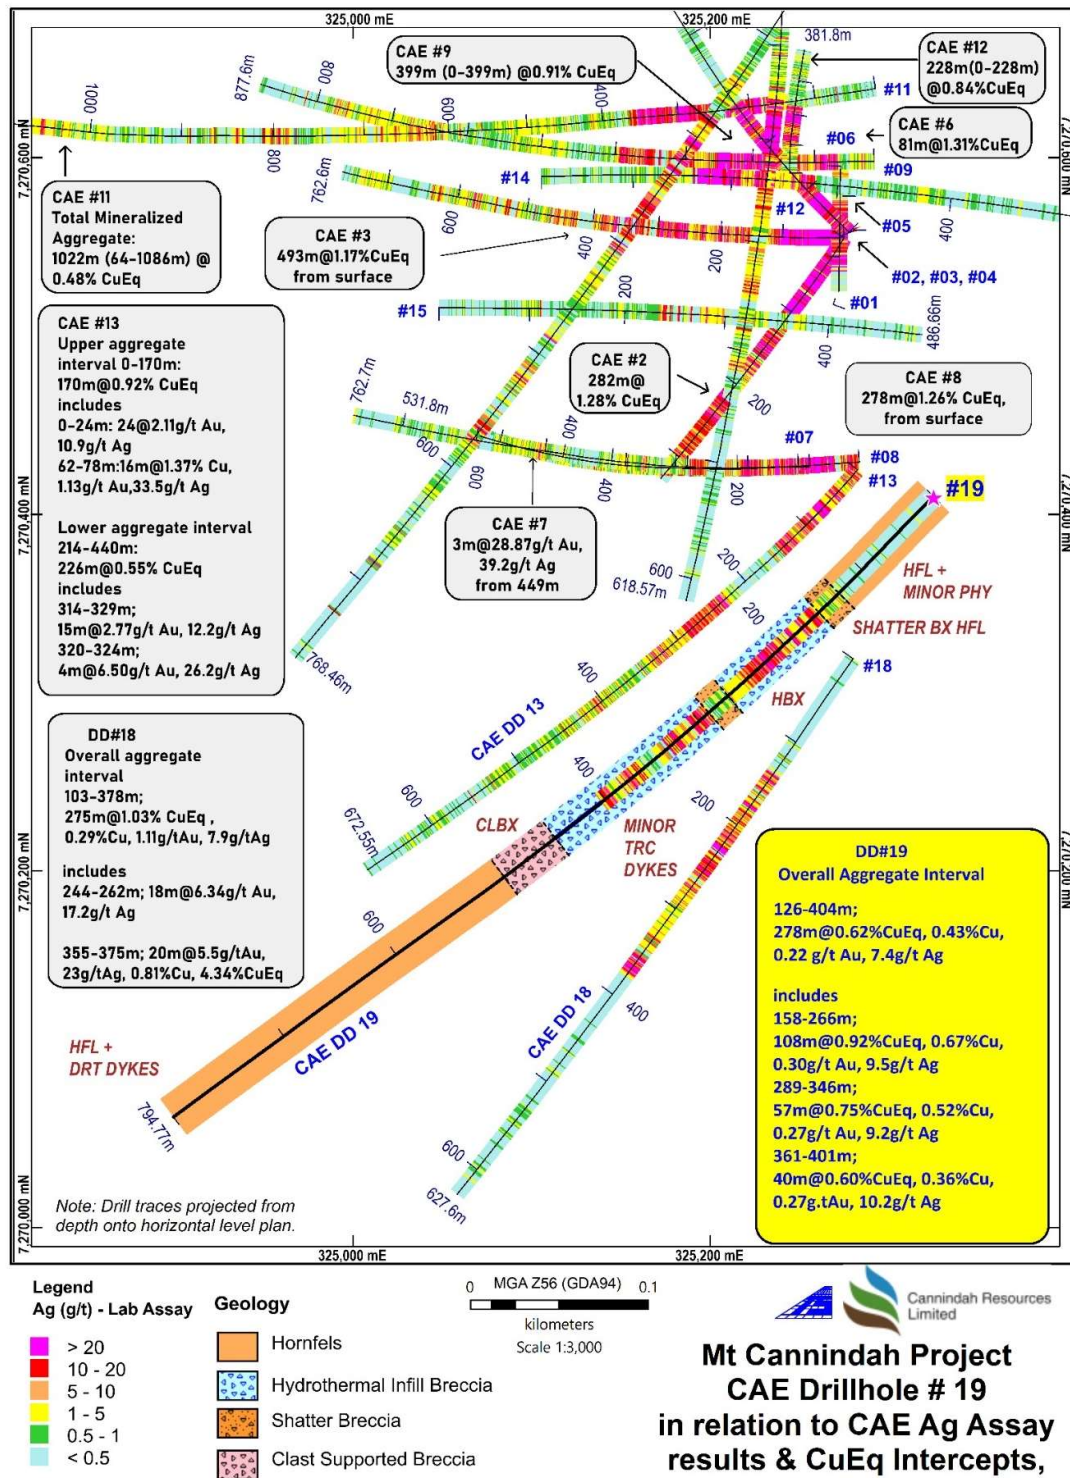 325,000 mE
325,200 mE
7,270,600 mN
7,270,600 mN
7,270,400 mN
7,270,400 mN
7,270,200 mN
7,270,200 mN
7,270,000 mN
CAE #9
399m (0-399m) @0.91% CuEq
381.8m
CAE #12
228m(0-228m)
@0.84%CuEq
#11
877.6m
800
1000
800
600
400
#06
CAE #6
81m@1.31%CuEq
#09
762.6m
600
#14
#12
400
200
200
#05
400
CAE #11
Total Mineralized
Aggregate:
1022m (64-1086m) @
0.48% CuEq
CAE #3
493m@1.17%CuEq
from surface
#02, #03, #04
#01
#15
400
486.66m
CAE #13
Upper aggregate
interval 0-170m:
170m@0.92% CuEq
includes
0-24m: 24@2.11g/t Au,
10.9g/t Ag
62-78m:16m@1.37% Cu,
1.13g/t Au,33.5g/t Ag
Lower aggregate interval
214-440m:
226m@0.55% CuEq
includes
314-329m;
15m@2.77g/t Au, 12.2g/t Ag
320-324m;
4m@6.50g/t Au, 26.2g/t Ag
CAE #2
282m@
1.28% CuEq
200
CAE #8
278m@1.26% CuEq,
from surface
762.7m
531.8m
600
600
400
400
200
#07
#08
#13
#19
CAE #7
3m@28.87g/t Au,
39.2g/t Ag
from 449m
600
618.57m
768.46m
200
200
HFL +
MINOR PHY
SHATTER BX HFL
#18
HBX
400
CAE DD 13
400
600
672.55m
200
DD#18
Overall aggregate
interval
103-378m;
275m@1.03% CuEq ,
0.29%Cu, 1.11g/tAu, 7.9g/tAg
includes
244-262m; 18m@6.34g/t Au,
17.2g/t Ag
355-375m; 20m@5.5g/tAu,
23g/tAg, 0.81%Cu, 4.34%CuEq
CLBX
MINOR
TRC
DYKES
600
400
CAE DD 18
CAE DD 19
HFL +
DRT DYKES
794.77m
600
627.6m
DD#19
Overall Aggregate Interval
126-404m;
278m@0.62%CuEq, 0.43%Cu,
0.22 g/t Au, 7.4g/t Ag
includes
158-266m;
108m@0.92%CuEq, 0.67%Cu,
0.30g/t Au, 9.5g/t Ag
289-346m;
57m@0.75%CuEq, 0.52%Cu,
0.27g/t Au, 9.2g/t Ag
361-401m;
40m@0.60%CuEq, 0.36%Cu,
0.27g.tAu, 10.2g/t Ag
Note: Drill traces projected from
depth onto horizontal level plan.
325,000 mE
325,200 mE
Legend
Ag (g/t) - Lab Assay
> 20
10 - 20
5 - 10
1 - 5
0.5 - 1
< 0.5
Geology
Hornfels
Hydrothermal Infill Breccia
Shatter Breccia
Clast Supported Breccia
0 MGA Z56 (GDA94) 0.1
kilometers
Scale 1:3,000
Cannindah Resources
Limited
Mt Cannindah Project
CAE Drillhole # 19
in relation to CAE Ag Assay
results & CuEq Intercepts,